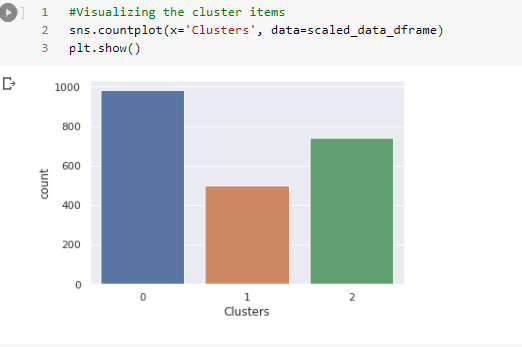 1 #Visualizing the cluster items
2 sns.countplot(x='Clusters', data=scaled_data_dframe)
3 plt.show()
1000
800
600
400
200
0
count
0 1 2
Clusters